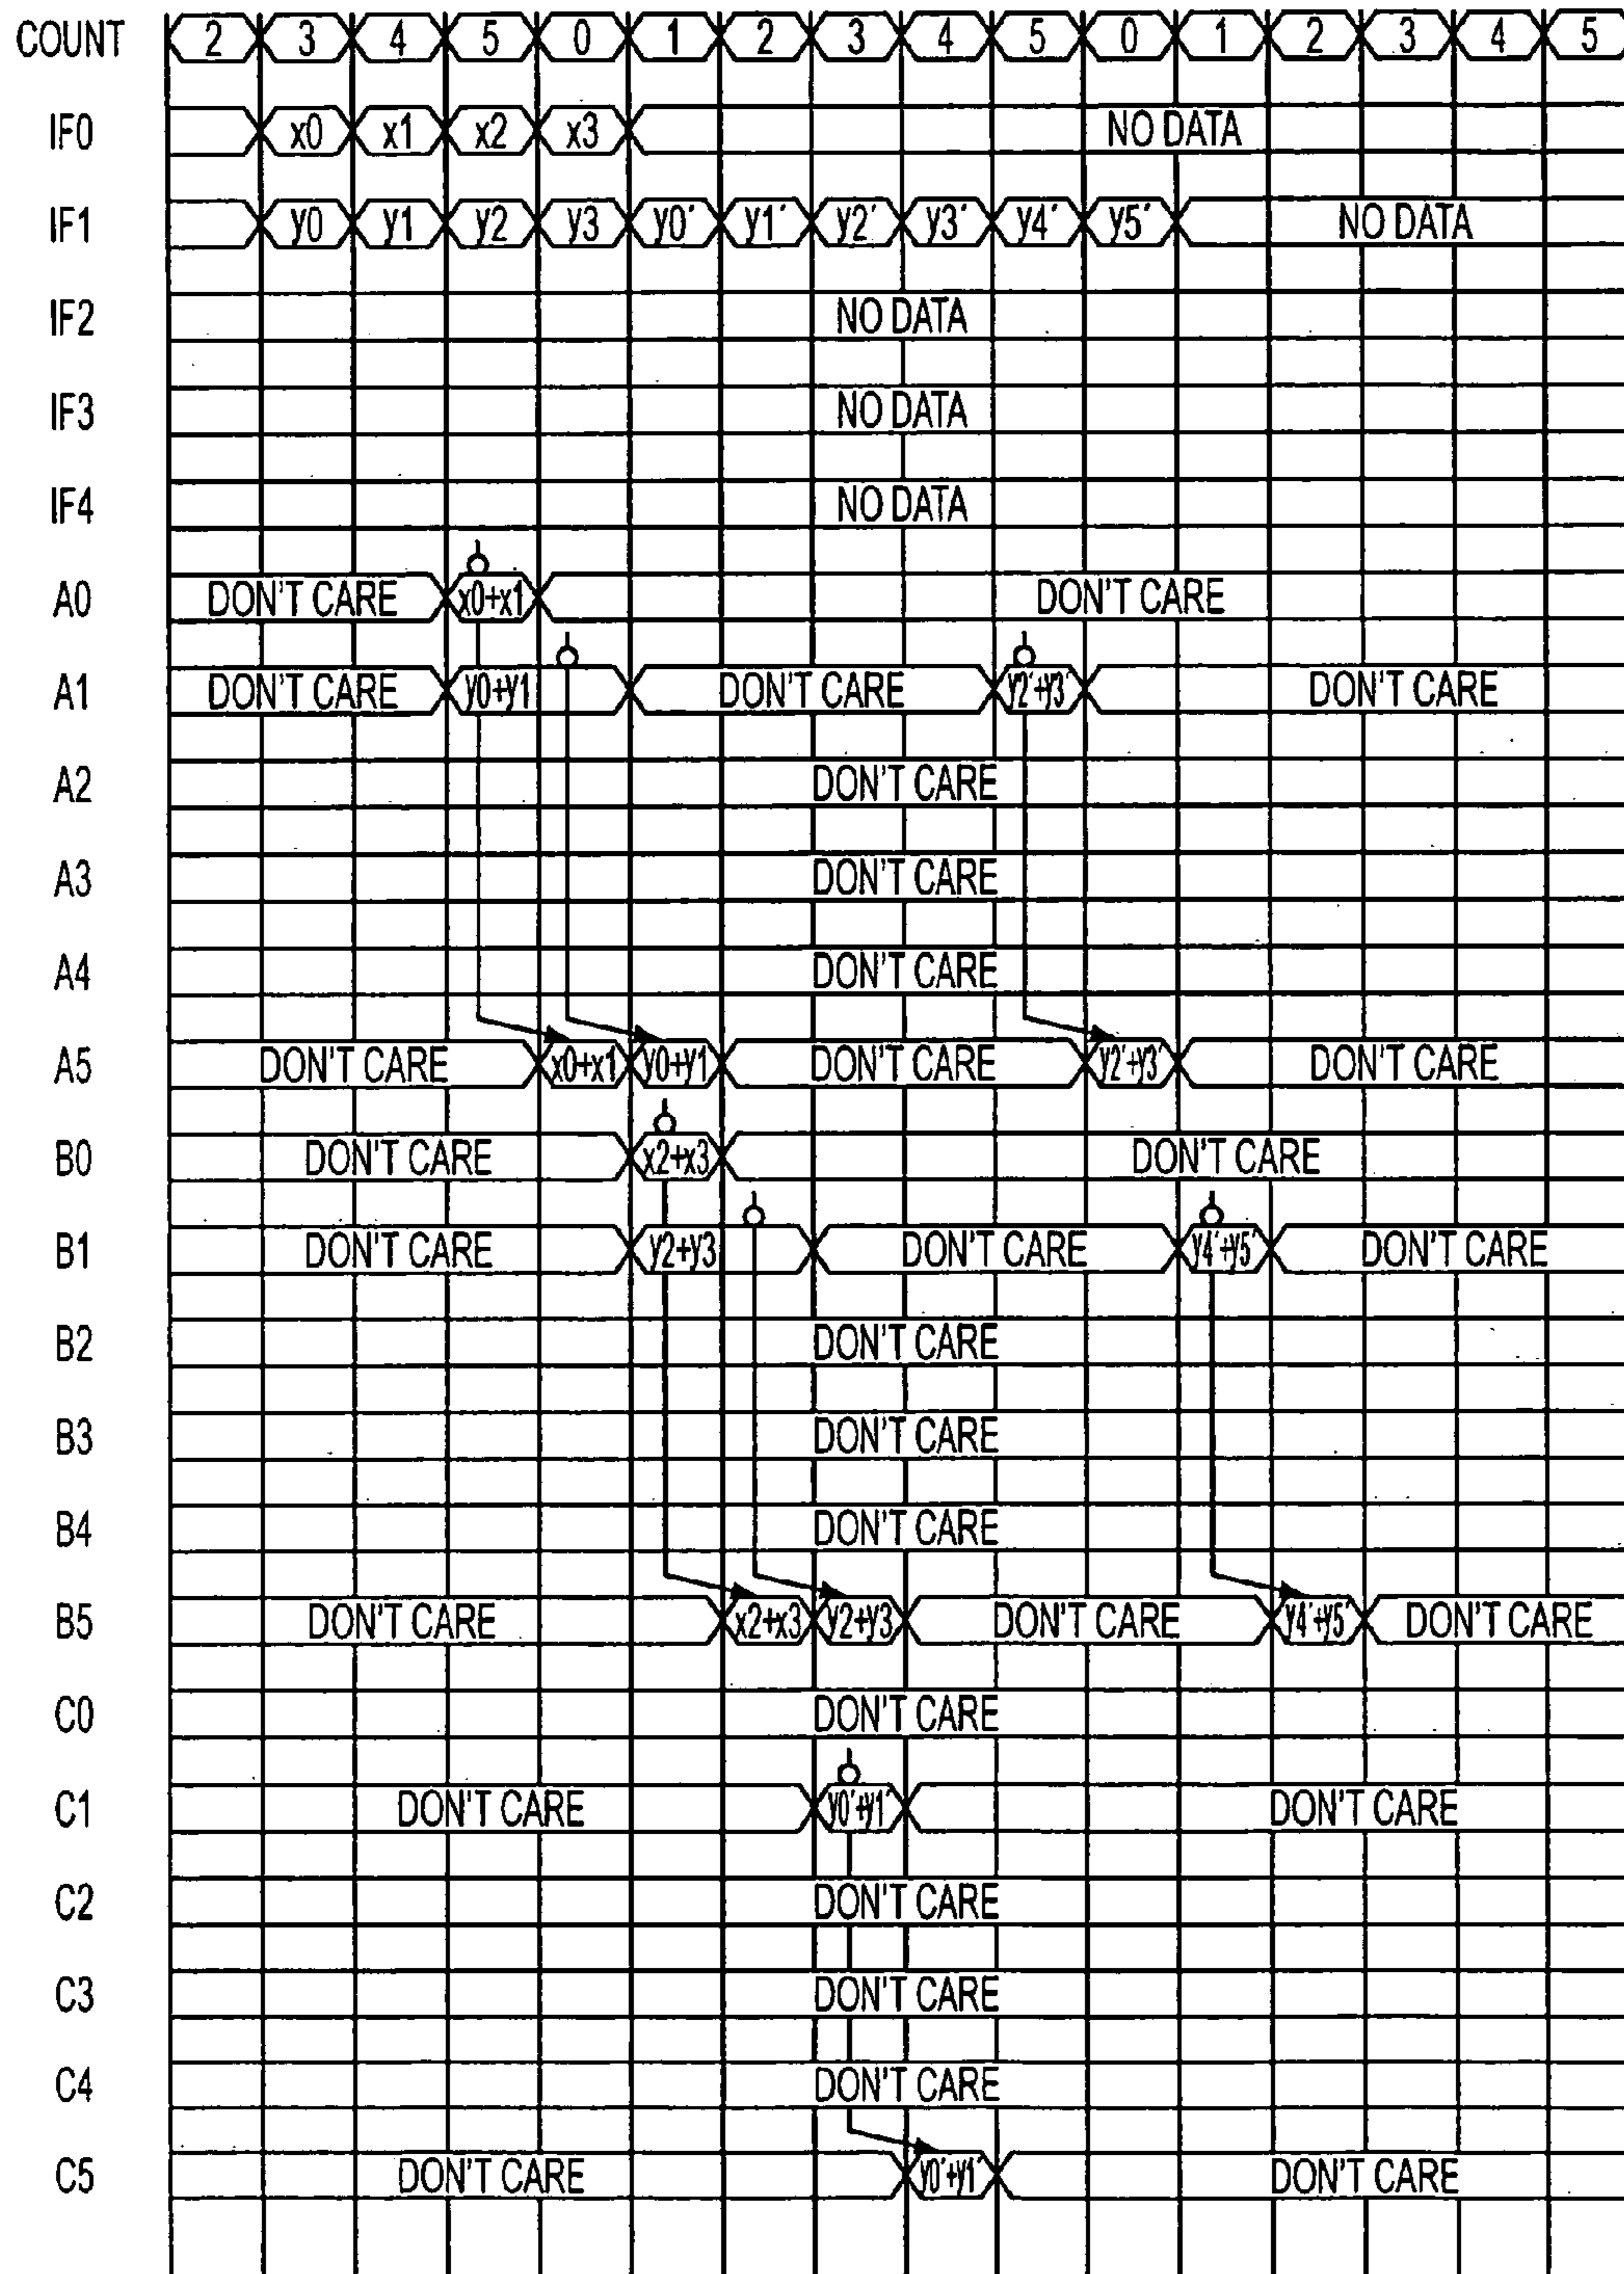 COUNT 2 3 4 5 0 1 2 3 4 5 0 1 2 3 4 5
IF0 x0 x1 x2 x3 NO DATA
IF1 y0 y1 y2 y3 y0´ y1´ y2´ y3´ y4´ y5´ NO DATA
IF2 NO DATA
IF3 NO DATA
IF4 NO DATA
A0 DON'T CARE x0+x1 DON'T CARE
A1 DON'T CARE y0+y1 DON'T CARE y2´+y3´ DON'T CARE
A2 DON'T CARE
A3 DON'T CARE
A4 DON'T CARE
A5 DON'T CARE x0+x1 y0+y1 DON'T CARE y2´+y3´ DON'T CARE
B0 DON'T CARE x2+x3 DON'T CARE
B1 DON'T CARE y2+y3 DON'T CARE y4´+y5´ DON'T CARE
B2 DON'T CARE
B3 DON'T CARE
B4 DON'T CARE
B5 DON'T CARE x2+x3 y2+y3 DON'T CARE y4´+y5´ DON'T CARE
C0 DON'T CARE
C1 DON'T CARE y0´+y1´ DON'T CARE
C2 DON'T CARE
C3 DON'T CARE
C4 DON'T CARE
C5 DON'T CARE y0´+y1´ DON'T CARE